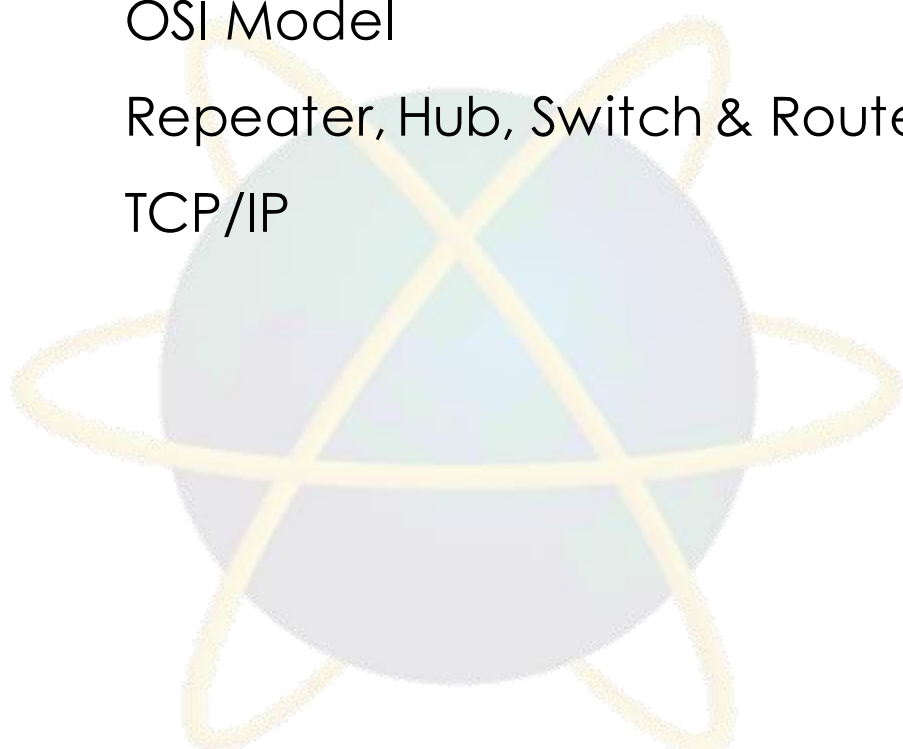 OSI Model
Repeater, Hub, Switch & Route
TCP/IP